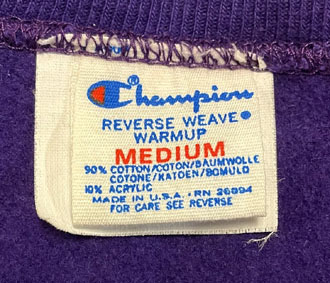 Champion®
REVERSE WEAVE®
WARMUP
MEDIUM
90% COTTON/COTON/BAUMWOLLE
COTONE/KATOEN/BOMULD
10% ACRYLIC
MADE IN U.S.A. • RN 26094
FOR CARE SEE REVERSE